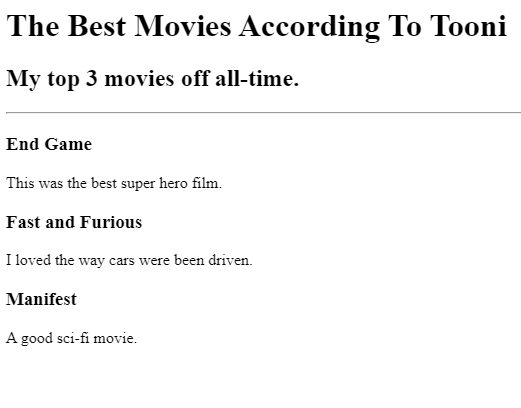 The Best Movies According To Tooni
My top 3 movies off all-time.
End Game
This was the best super hero film.
Fast and Furious
I loved the way cars were been driven.
Manifest
A good sci-fi movie.